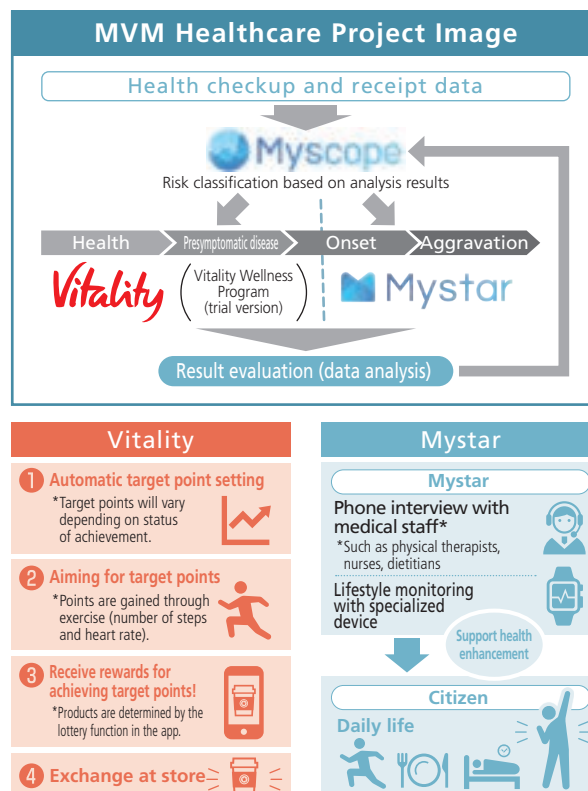 MVM Healthcare Project Image
Health checkup and receipt data
Myscope
Risk classification based on analysis results
Health
Presymptomatic disease
Onset
Aggravation
Vitality
(Vitality Wellness
Program
(trial version))
Mystar
Result evaluation (data analysis)
Vitality
1 Automatic target point setting
*Target points will vary
depending on status
of achievement.
2 Aiming for target points
*Points are gained through
exercise (number of steps
and heart rate).
3 Receive rewards for
achieving target points!
*Products are determined by the
lottery function in the app.
4 Exchange at store
Mystar
Mystar
Phone interview with
medical staff*
*Such as physical therapists,
nurses, dietitians
Lifestyle monitoring
with specialized
device
Support health
enhancement
Citizen
Daily life